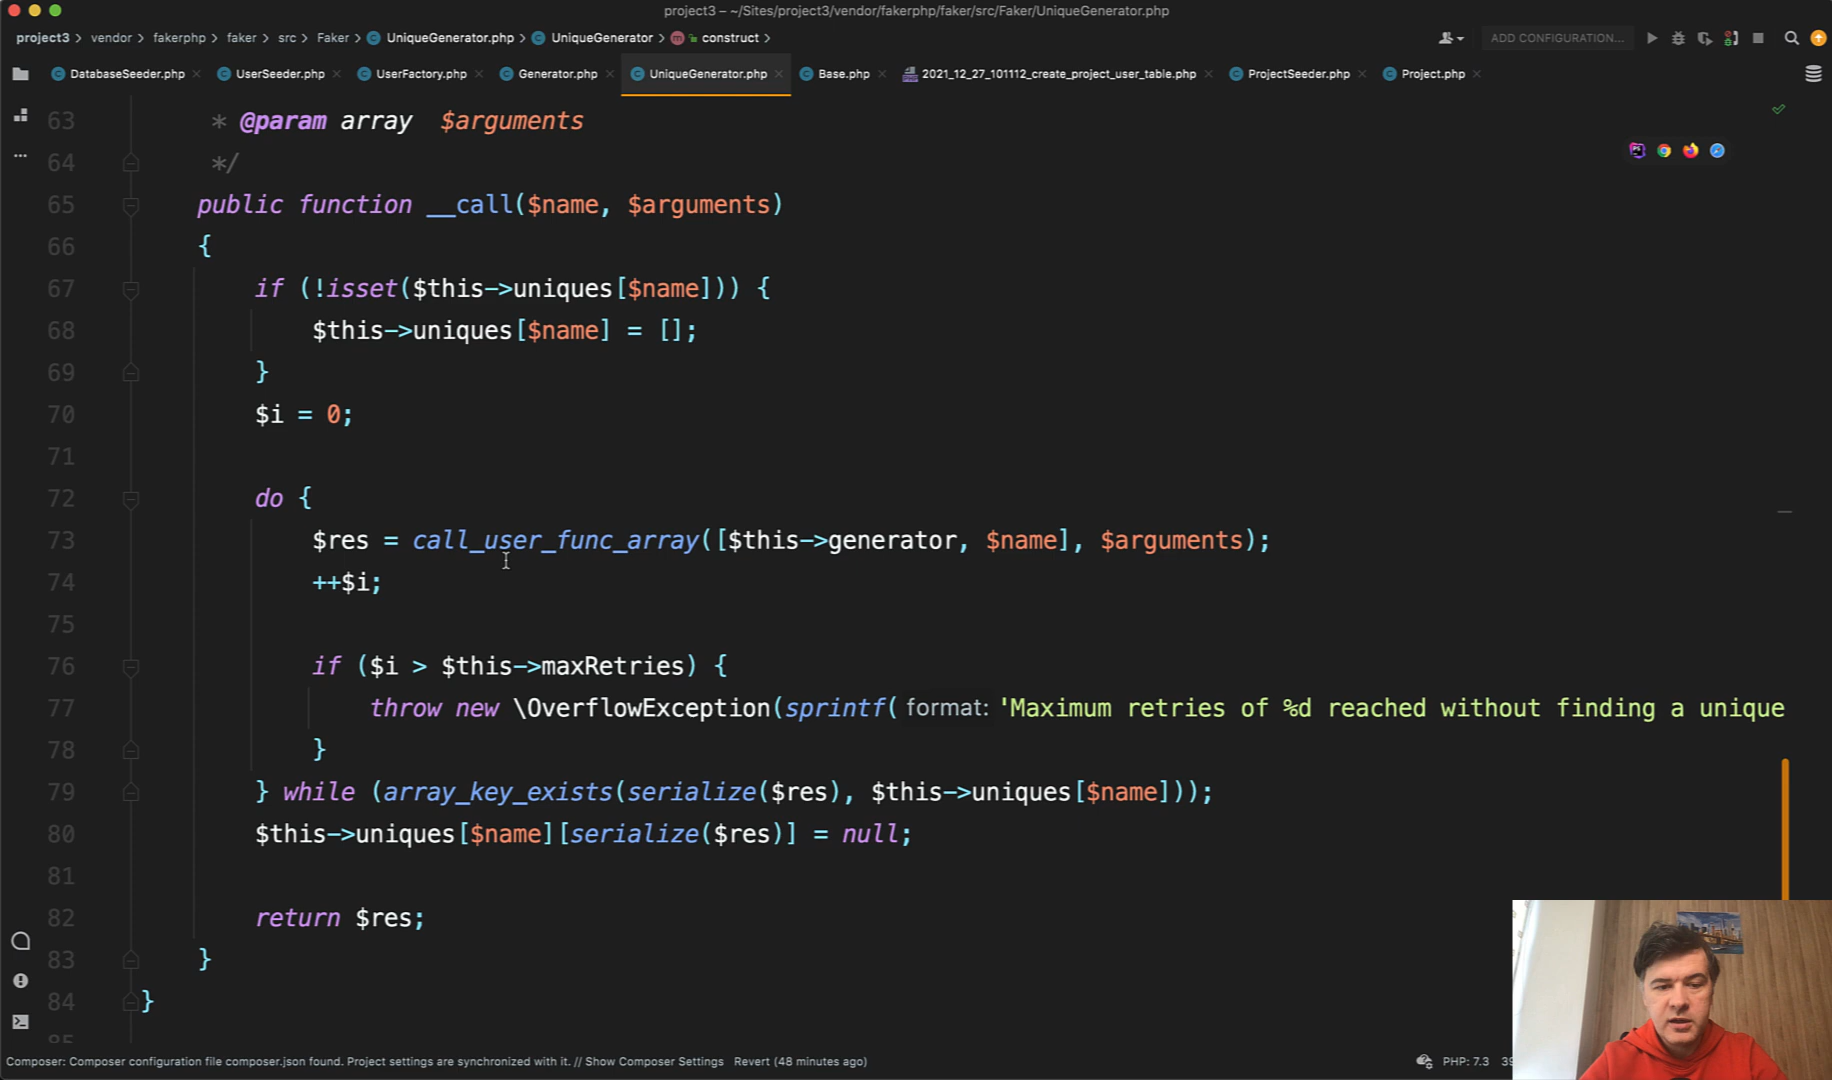 project3 – ~/Sites/project3/vendor/fakerphp/faker/src/Faker/UniqueGenerator.php
project3 > vendor > fakerphp > faker > src > Faker > UniqueGenerator.php > UniqueGenerator > construct >
ADD CONFIGURATION...
DatabaseSeeder.php UserSeeder.php UserFactory.php Generator.php UniqueGenerator.php Base.php 2021_12_27_101112_create_project_user_table.php ProjectSeeder.php Project.php
63 * @param array $arguments
64 */
65 public function __call($name, $arguments)
66 {
67 if (!isset($this->uniques[$name])) {
68 $this->uniques[$name] = [];
69 }
70 $i = 0;
71
72 do {
73 $res = call_user_func_array([$this->generator, $name], $arguments);
74 ++$i;
75
76 if ($i > $this->maxRetries) {
77 throw new \OverflowException(sprintf( format: 'Maximum retries of %d reached without finding a unique
78 }
79 } while (array_key_exists(serialize($res), $this->uniques[$name]));
80 $this->uniques[$name][serialize($res)] = null;
81
82 return $res;
83 }
84 }
85
Composer: Composer configuration file composer.json found. Project settings are synchronized with it. // Show Composer Settings Revert (48 minutes ago)
PHP: 7.3